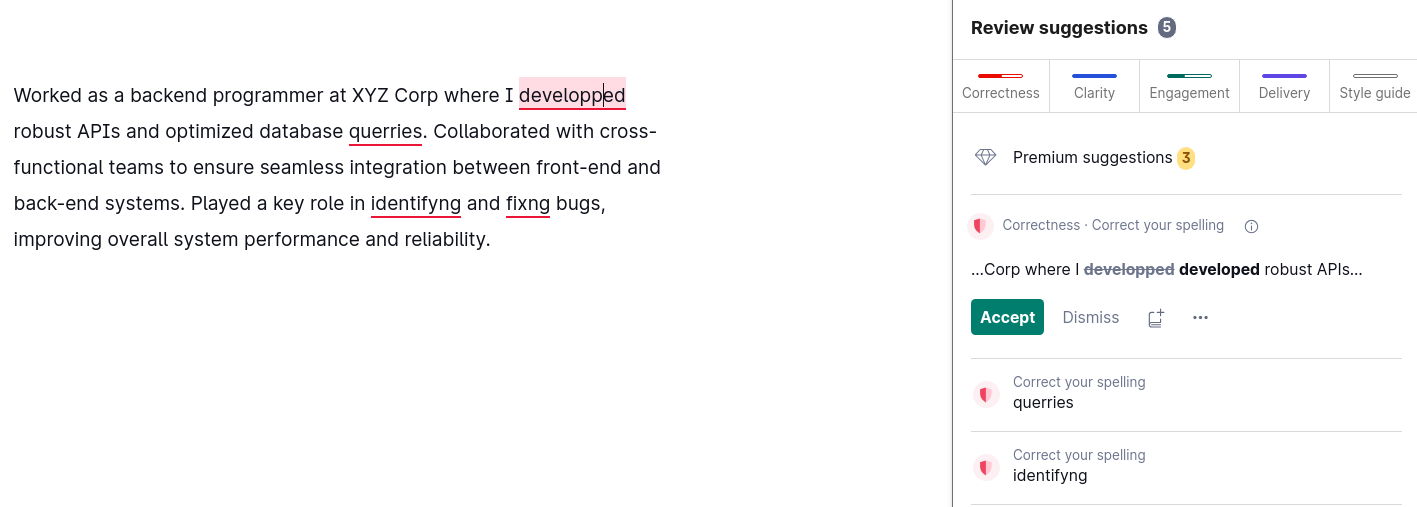 Worked as a backend programmer at XYZ Corp where I developped
robust APIs and optimized database querries. Collaborated with cross-
functional teams to ensure seamless integration between front-end and
back-end systems. Played a key role in identifyng and fixng bugs,
improving overall system performance and reliability.
Review suggestions 5
Correctness Clarity Engagement Delivery Style guide
Premium suggestions 3
Correctness · Correct your spelling
...Corp where I developped developed robust APIs...
Accept Dismiss
Correct your spelling
querries
Correct your spelling
identifyng